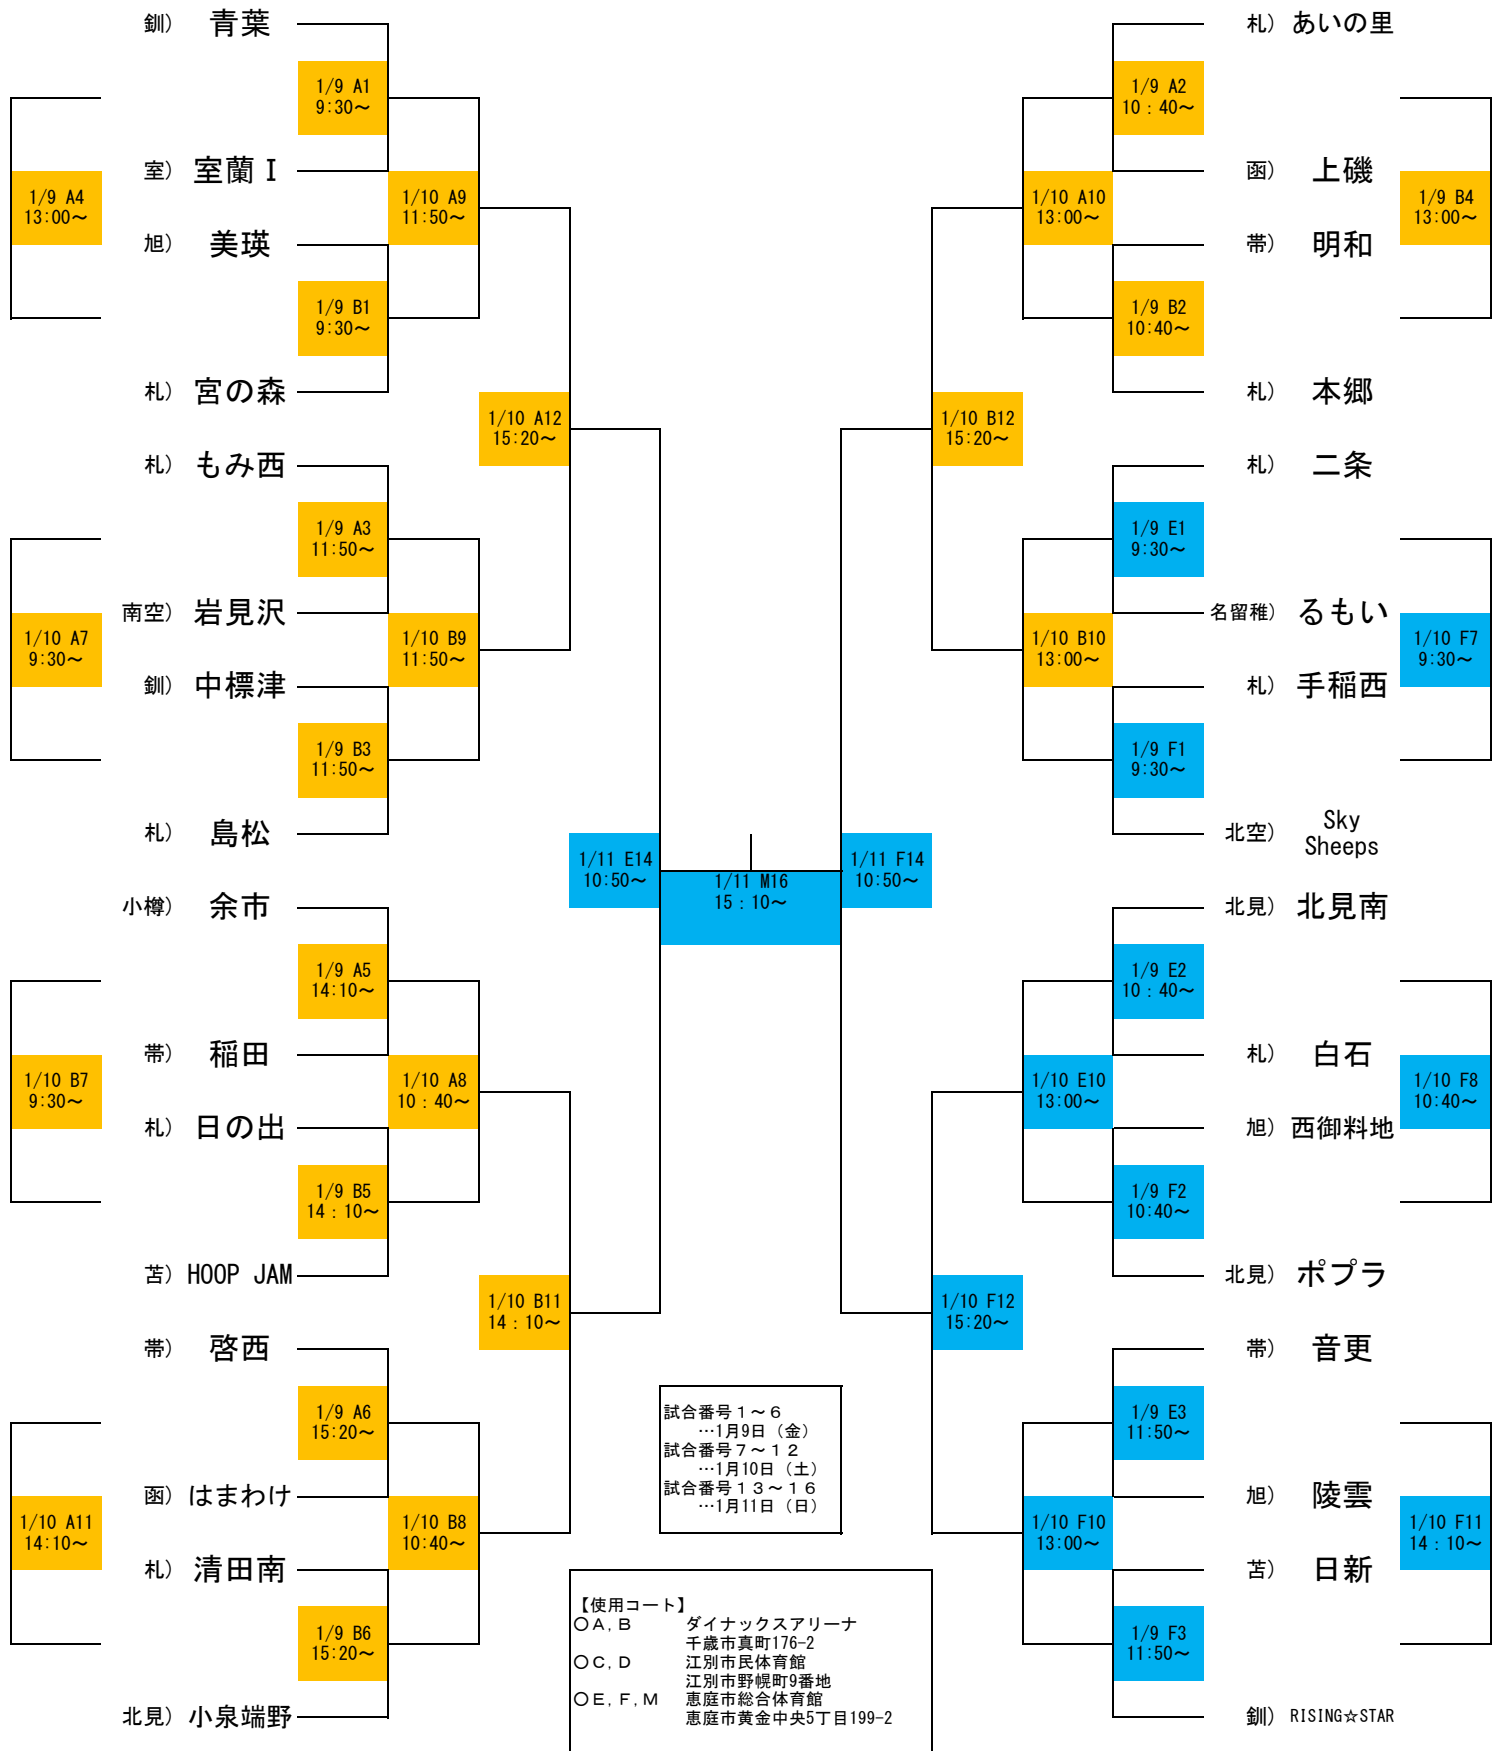 釧） 青葉
1/9 A1
9:30～
1/9 A4
13:00～
室） 室蘭Ⅰ
1/10 A9
11:50～
旭） 美瑛
1/9 B1
9:30～
札） 宮の森
1/10 A12
15:20～
札） もみ西
1/9 A3
11:50～
南空） 岩見沢
1/10 A7
9:30～
1/10 B9
11:50～
釧） 中標津
1/9 B3
11:50～
札） 島松
1/11 E14
10:50～
小樽） 余市
1/9 A5
14:10～
帯） 稲田
1/10 B7
9:30～
1/10 A8
10：40～
札） 日の出
1/9 B5
14：10～
苫） HOOP JAM
1/10 B11
14：10～
帯） 啓西
1/9 A6
15:20～
函） はまわけ
1/10 A11
14:10～
1/10 B8
10:40～
札） 清田南
1/9 B6
15:20～
北見） 小泉端野
1/11 M16
15：10～
試合番号１～６
…1月9日（金）
試合番号７～１２
…1月10日（土）
試合番号１３～１６
…1月11日（日）
【使用コート】
○Ａ，Ｂ ダイナックスアリーナ
千歳市真町176-2
○Ｃ，Ｄ 江別市民体育館
江別市野幌町9番地
○Ｅ，Ｆ，Ｍ 恵庭市総合体育館
恵庭市黄金中央5丁目199-2
札） あいの里
1/9 A2
10：40～
函） 上磯
1/10 A10
13:00～
1/9 B4
13:00～
帯） 明和
1/9 B2
10:40～
札） 本郷
1/10 B12
15:20～
札） 二条
1/9 E1
9:30～
名留稚） るもい
1/10 B10
13:00～
1/10 F7
9:30～
札） 手稲西
1/9 F1
9:30～
北空） Sky
Sheeps
1/11 F14
10:50～
北見） 北見南
1/9 E2
10：40～
札） 白石
1/10 E10
13:00～
1/10 F8
10:40～
旭） 西御料地
1/9 F2
10:40～
北見） ポプラ
1/10 F12
15:20～
帯） 音更
1/9 E3
11:50～
旭） 陵雲
1/10 F10
13:00～
1/10 F11
14：10～
苫） 日新
1/9 F3
11:50～
釧） RISING☆STAR